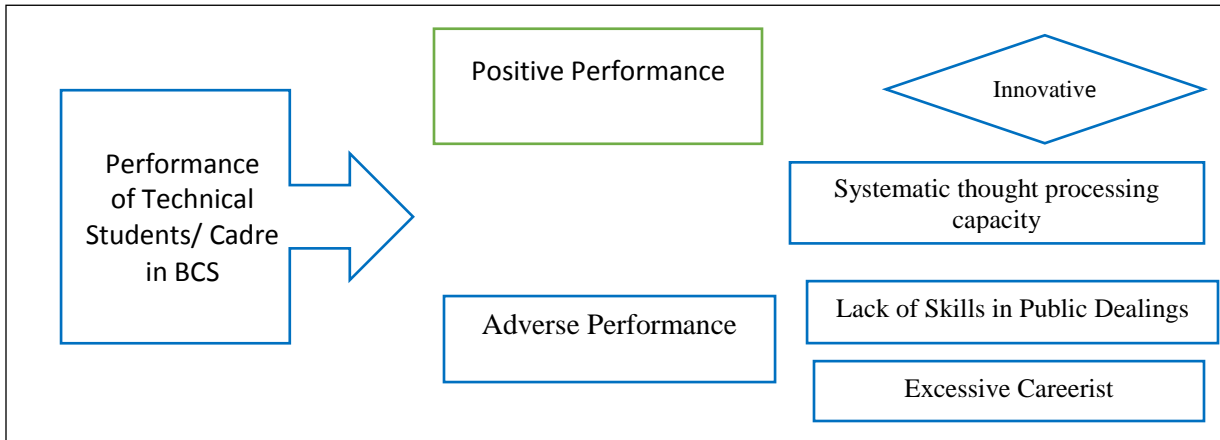 Performance
of Technical
Students/ Cadre
in BCS
Positive Performance
Innovative
Systematic thought processing
capacity
Adverse Performance
Lack of Skills in Public Dealings
Excessive Careerist